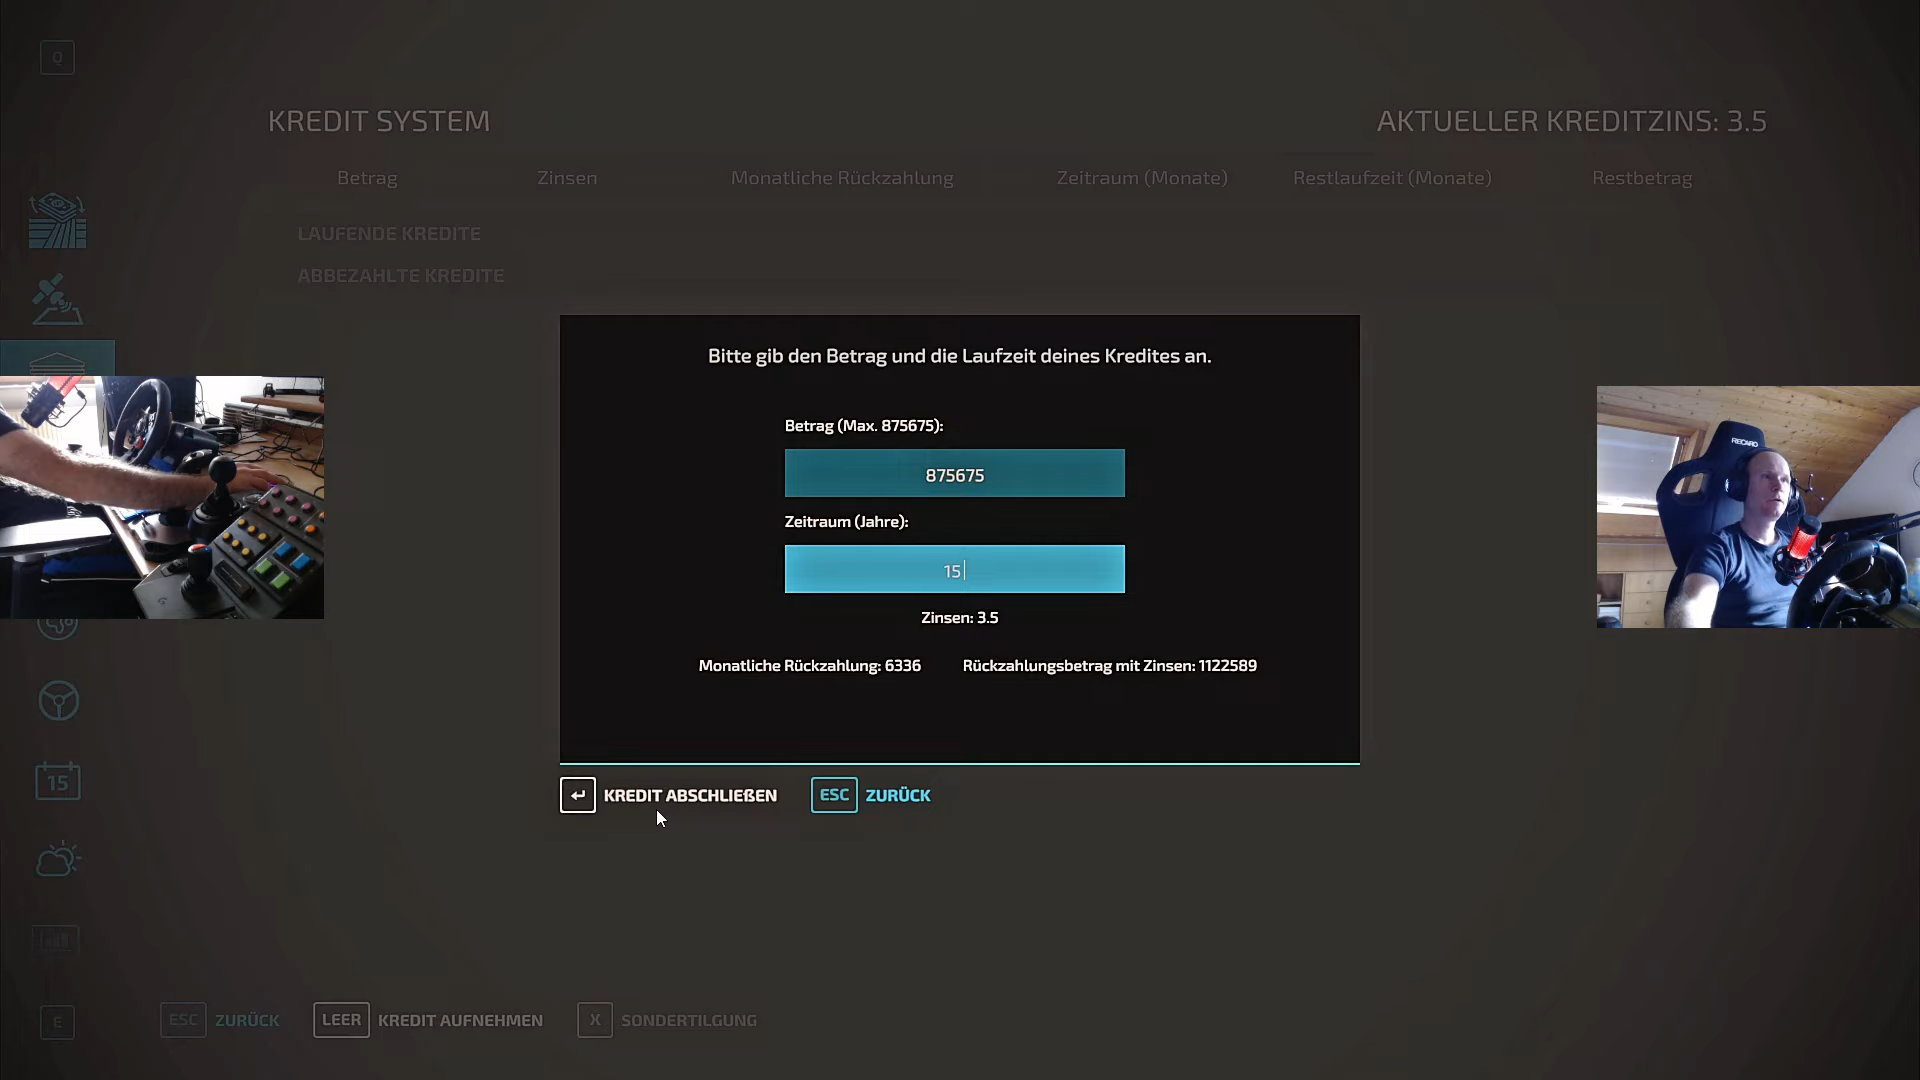 Q
KREDIT SYSTEM
AKTUELLER KREDITZINS: 3.5
Betrag Zinsen Monatliche Rückzahlung Zeitraum (Monate) Restlaufzeit (Monate) Restbetrag
LAUFENDE KREDITE
ABBEZAHLTE KREDITE
Bitte gib den Betrag und die Laufzeit deines Kredites an.
Betrag (Max. 875675):
875675
Zeitraum (Jahre):
15
Zinsen: 3.5
Monatliche Rückzahlung: 6336 Rückzahlungsbetrag mit Zinsen: 1122589
KREDIT ABSCHLIEẞEN ESC ZURÜCK
RECARO
15
E
ESC ZURÜCK LEER KREDIT AUFNEHMEN X SONDERTILGUNG